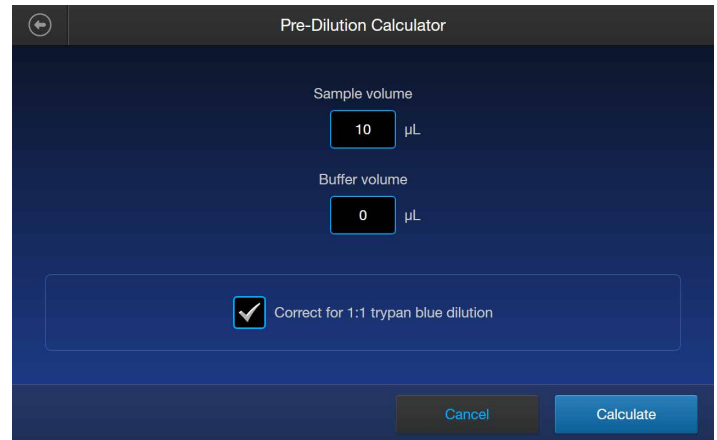 Pre-Dilution Calculator
Sample volume
10 µL
Buffer volume
0 µL
Correct for 1:1 trypan blue dilution
Cancel Calculate